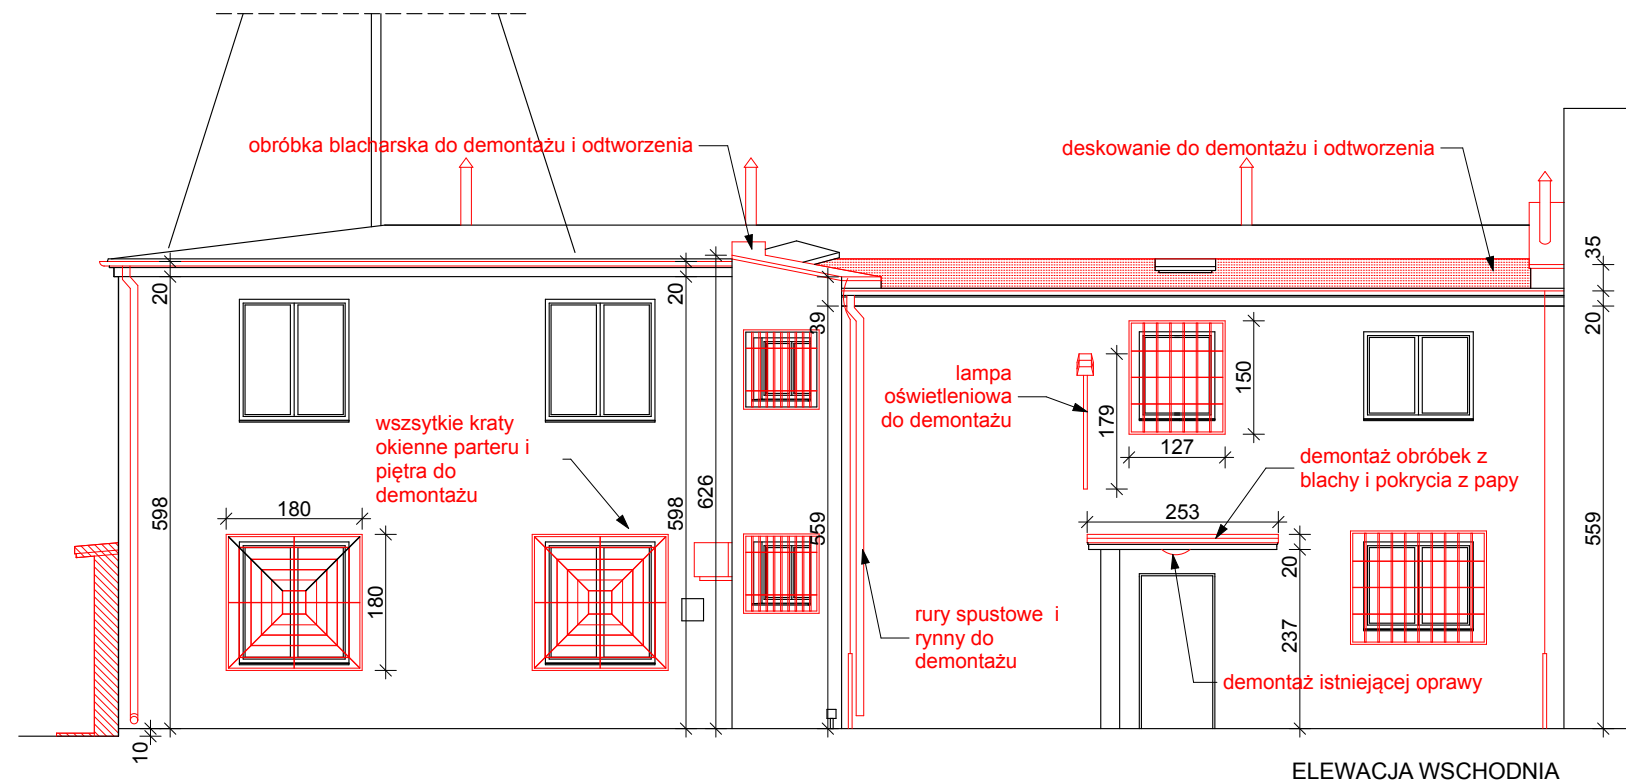 obróbka blacharska do demontażu i odtworzenia
deskowanie do demontażu i odtworzenia
20
20
39
35
20
lampa
oświetleniowa
do demontażu
179
150
127
wszsytkie kraty
okienne parteru i
piętra do
demontażu
demontaż obróbek z
blachy i pokrycia z papy
598
180
180
598
626
559
253
20
237
559
rury spustowe i
rynny do
demontażu
demontaż istniejącej oprawy
10
ELEWACJA WSCHODNIA